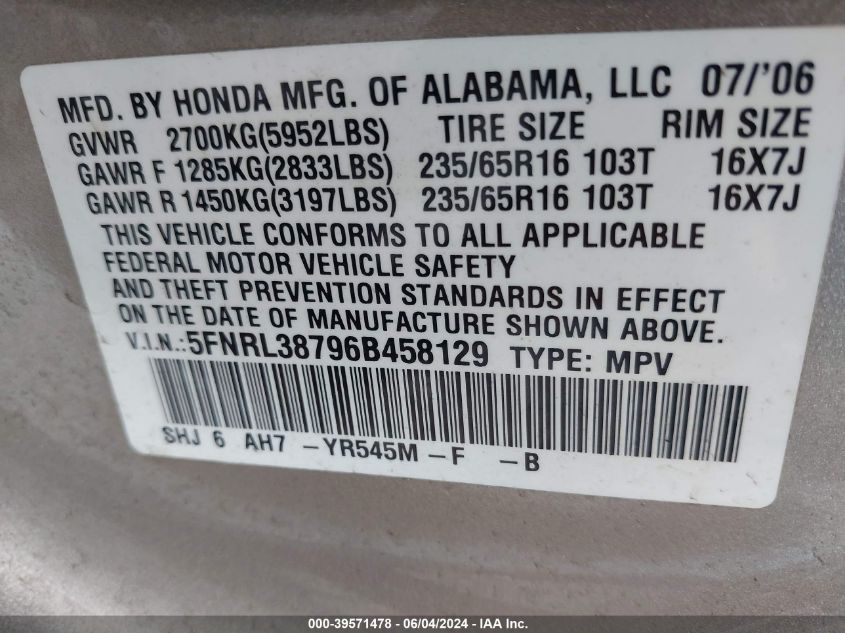 MFD. BY HONDA MFG. OF ALABAMA, LLC 07/'06
GVWR 2700KG(5952LBS) TIRE SIZE RIM SIZE
GAWR F 1285KG(2833LBS) 235/65R16 103T 16X7J
GAWR R 1450KG(3197LBS) 235/65R16 103T 16X7J
THIS VEHICLE CONFORMS TO ALL APPLICABLE
FEDERAL MOTOR VEHICLE SAFETY
AND THEFT PREVENTION STANDARDS IN EFFECT
ON THE DATE OF MANUFACTURE SHOWN ABOVE.
V.I.N.:5FNRL38796B458129 TYPE: MPV
SHJ 6 AH7 -YR545M -F -B
000-39571478 - 06/04/2024 - IAA Inc.